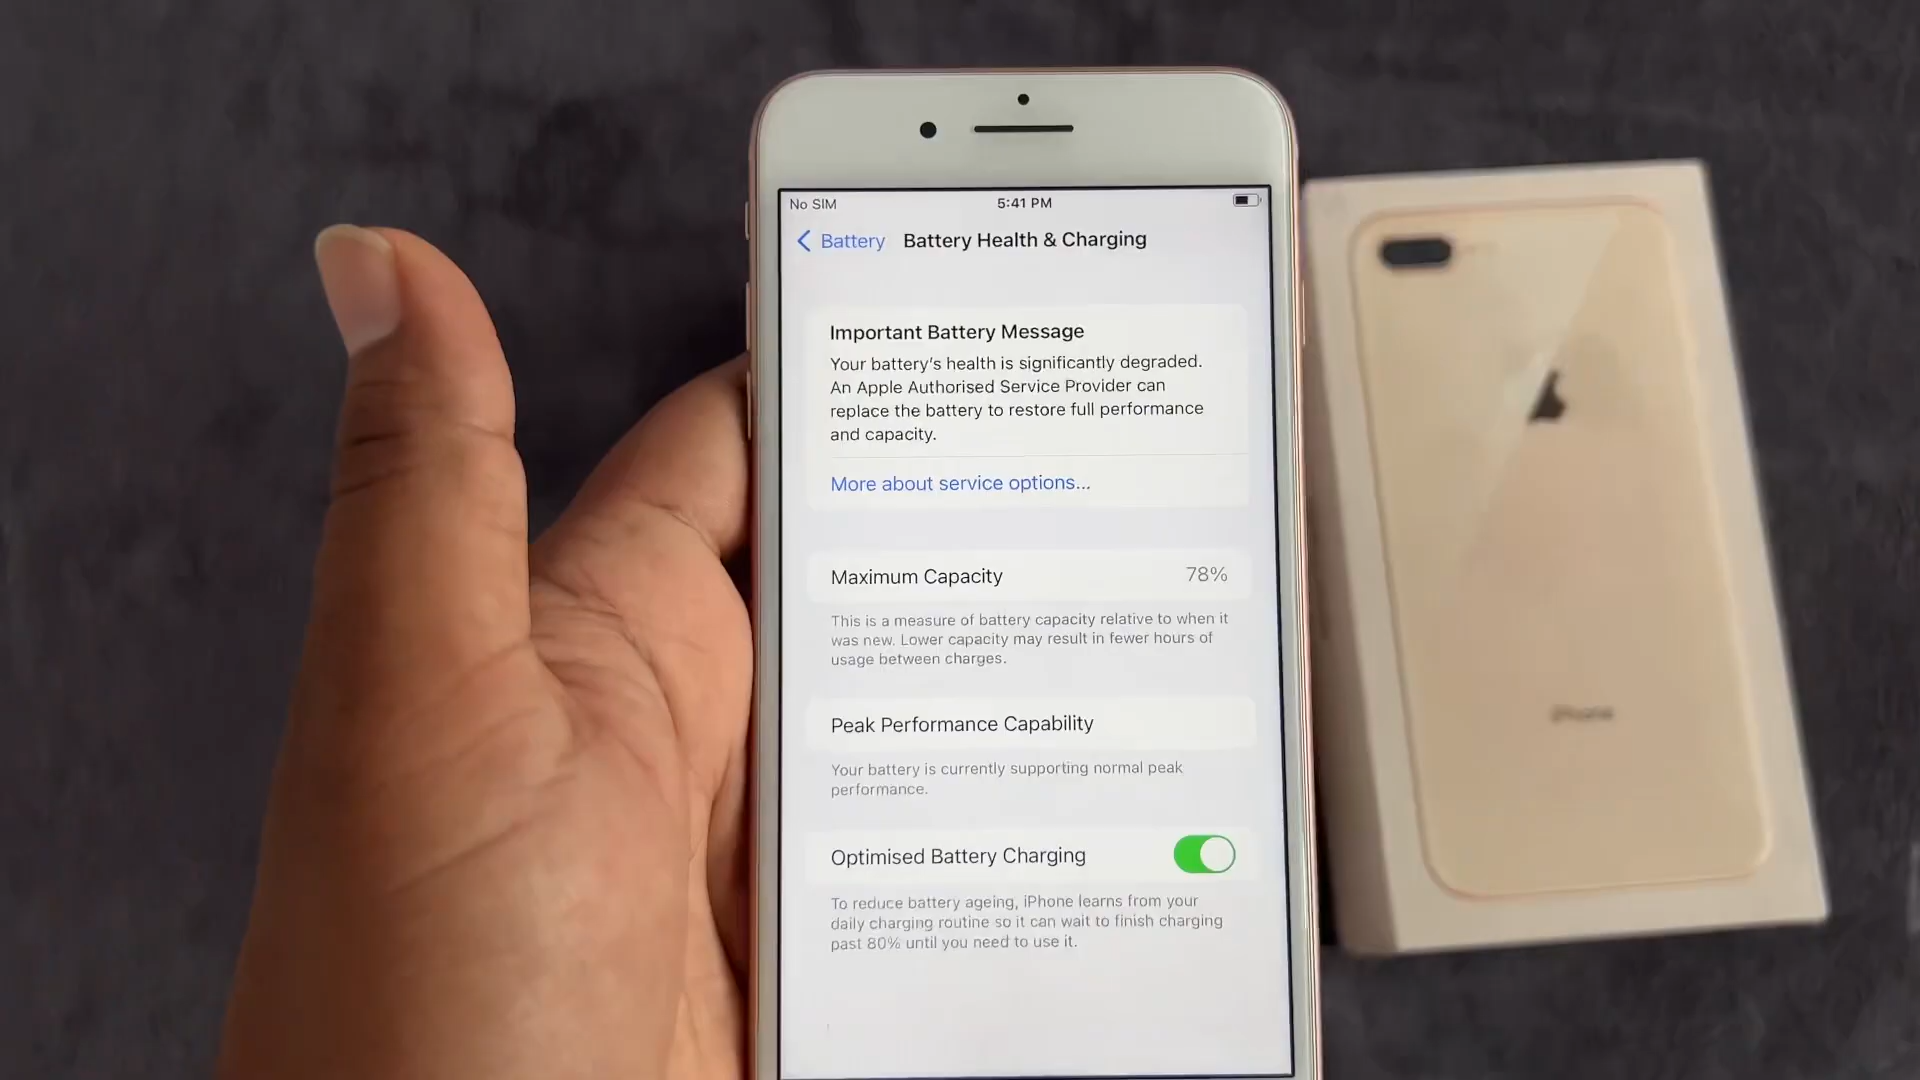 No SIM
5:41 PM
Battery
Battery Health & Charging
Important Battery Message
Your battery's health is significantly degraded.
An Apple Authorised Service Provider can
replace the battery to restore full performance
and capacity.
More about service options...
Maximum Capacity
78%
This is a measure of battery capacity relative to when it
was new. Lower capacity may result in fewer hours of
usage between charges.
Peak Performance Capability
Your battery is currently supporting normal peak
performance.
Optimised Battery Charging
To reduce battery ageing, iPhone learns from your
daily charging routine so it can wait to finish charging
past 80% until you need to use it.
iPhone